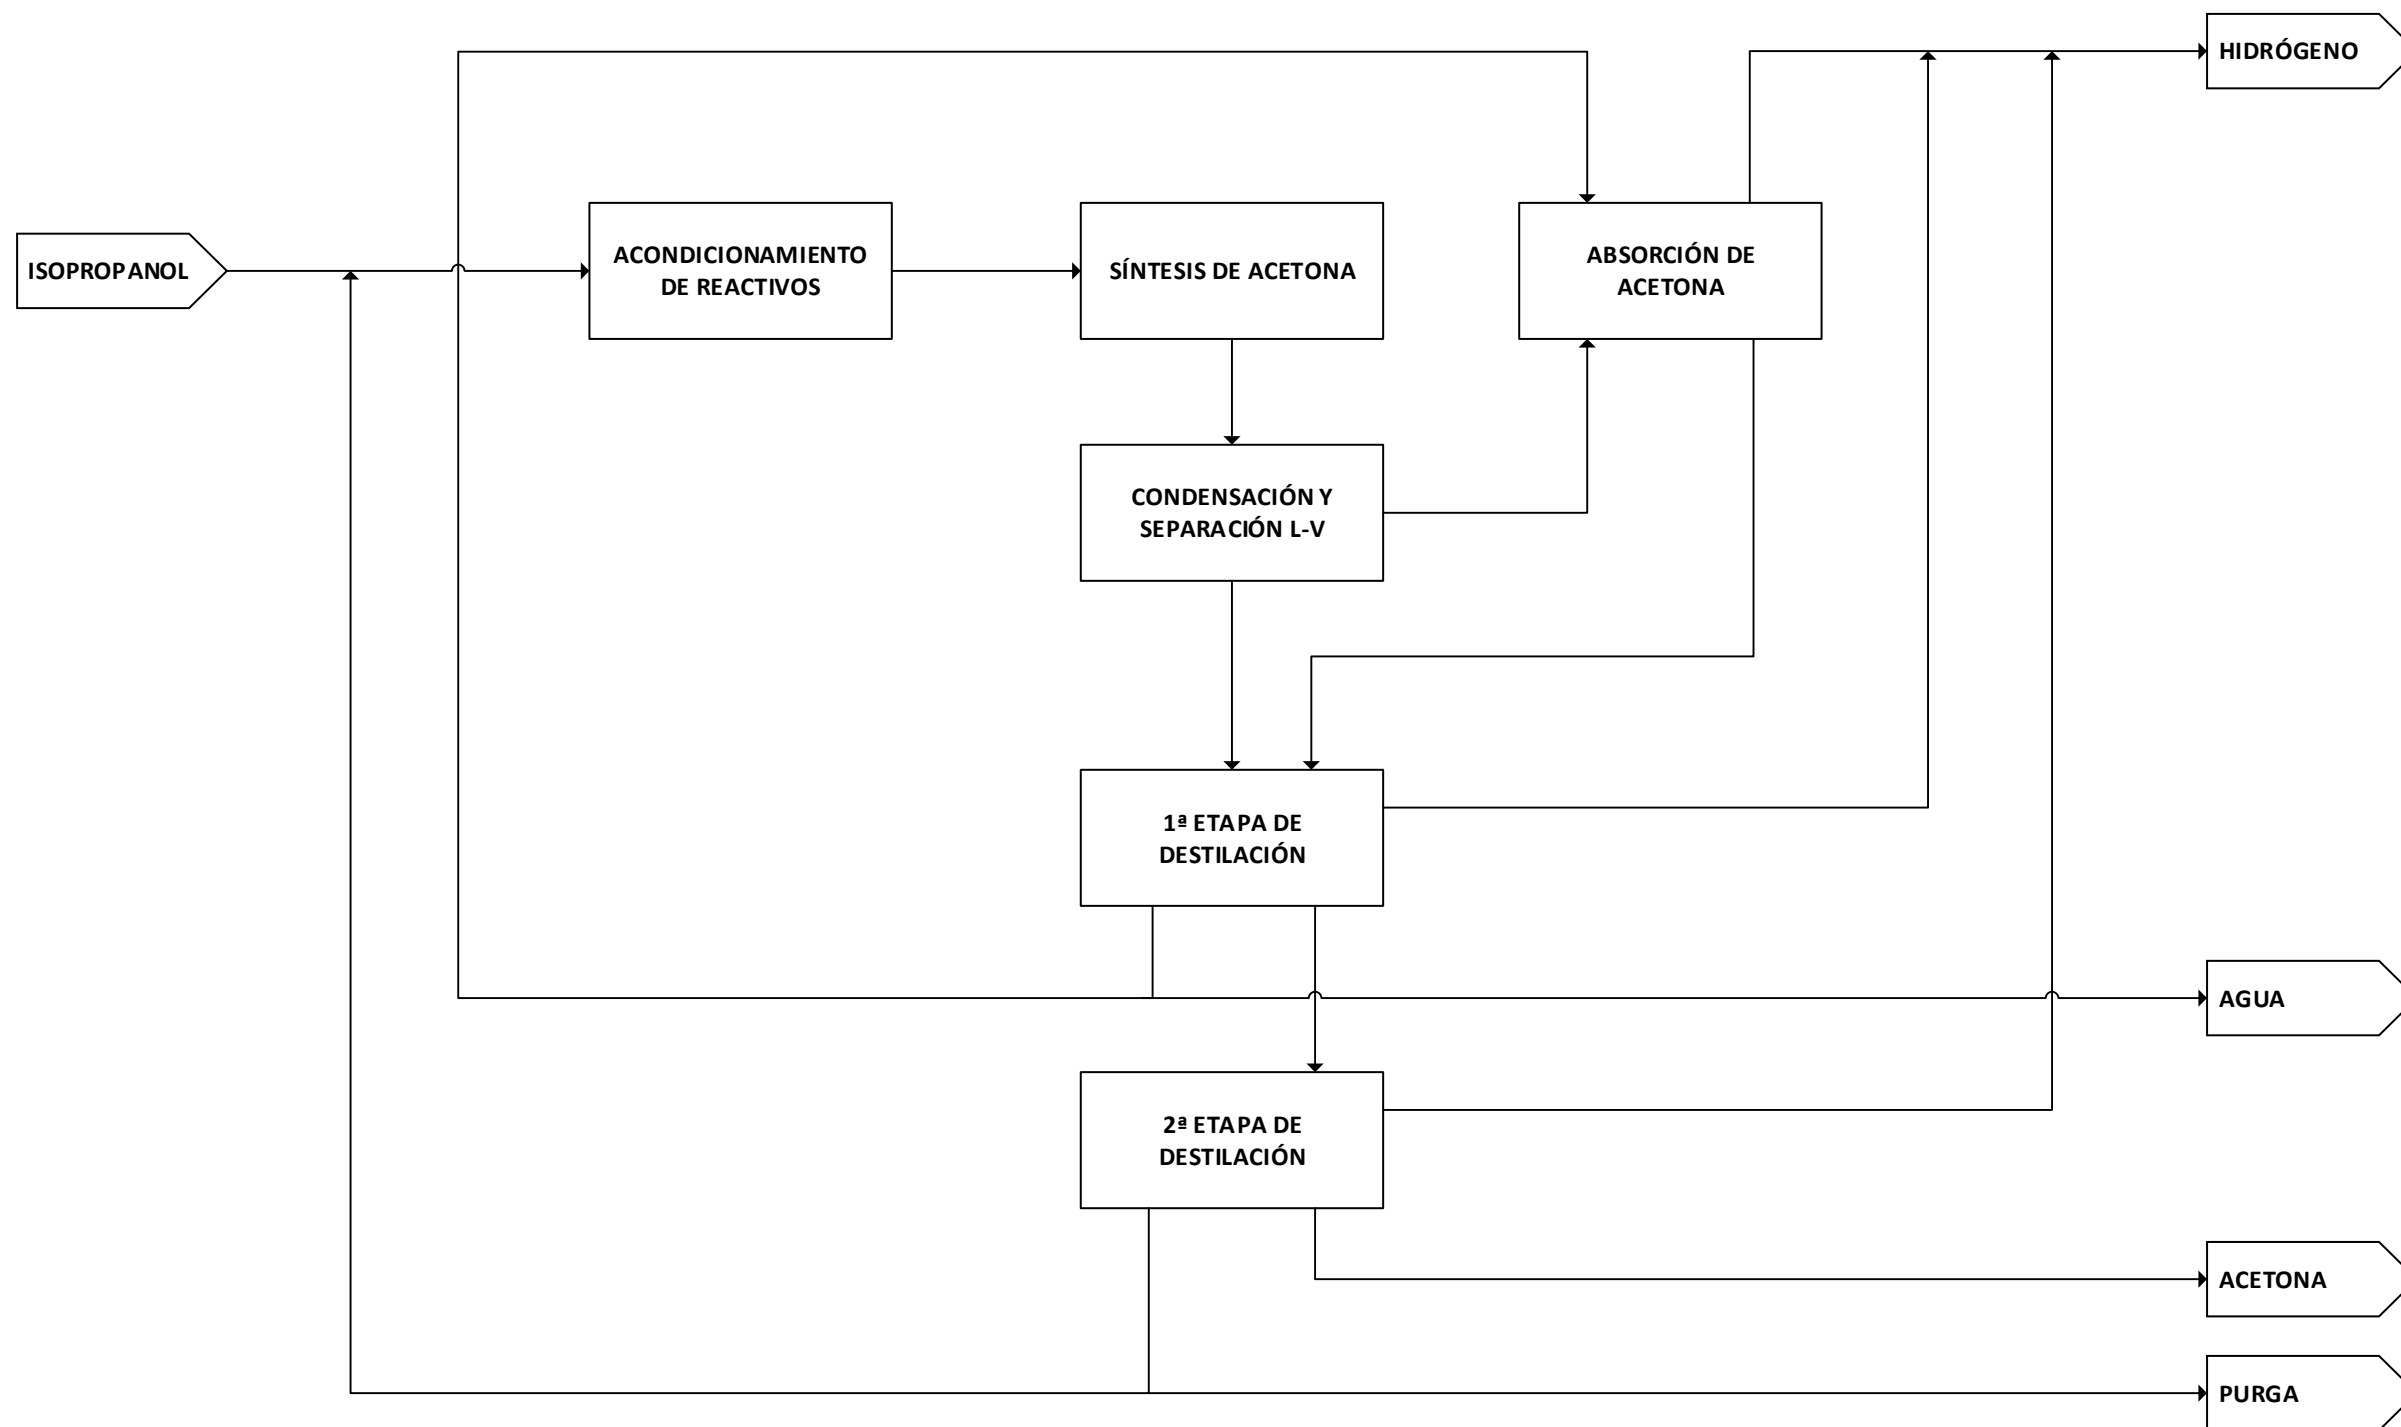 HIDRÓGENO
ISOPROPANOL
ACONDICIONAMIENTO
DE REACTIVOS
SÍNTESIS DE ACETONA
ABSORCIÓN DE
ACETONA
CONDENSACIÓN Y
SEPARACIÓN L-V
1ª ETAPA DE
DESTILACIÓN
AGUA
2ª ETAPA DE
DESTILACIÓN
ACETONA
PURGA